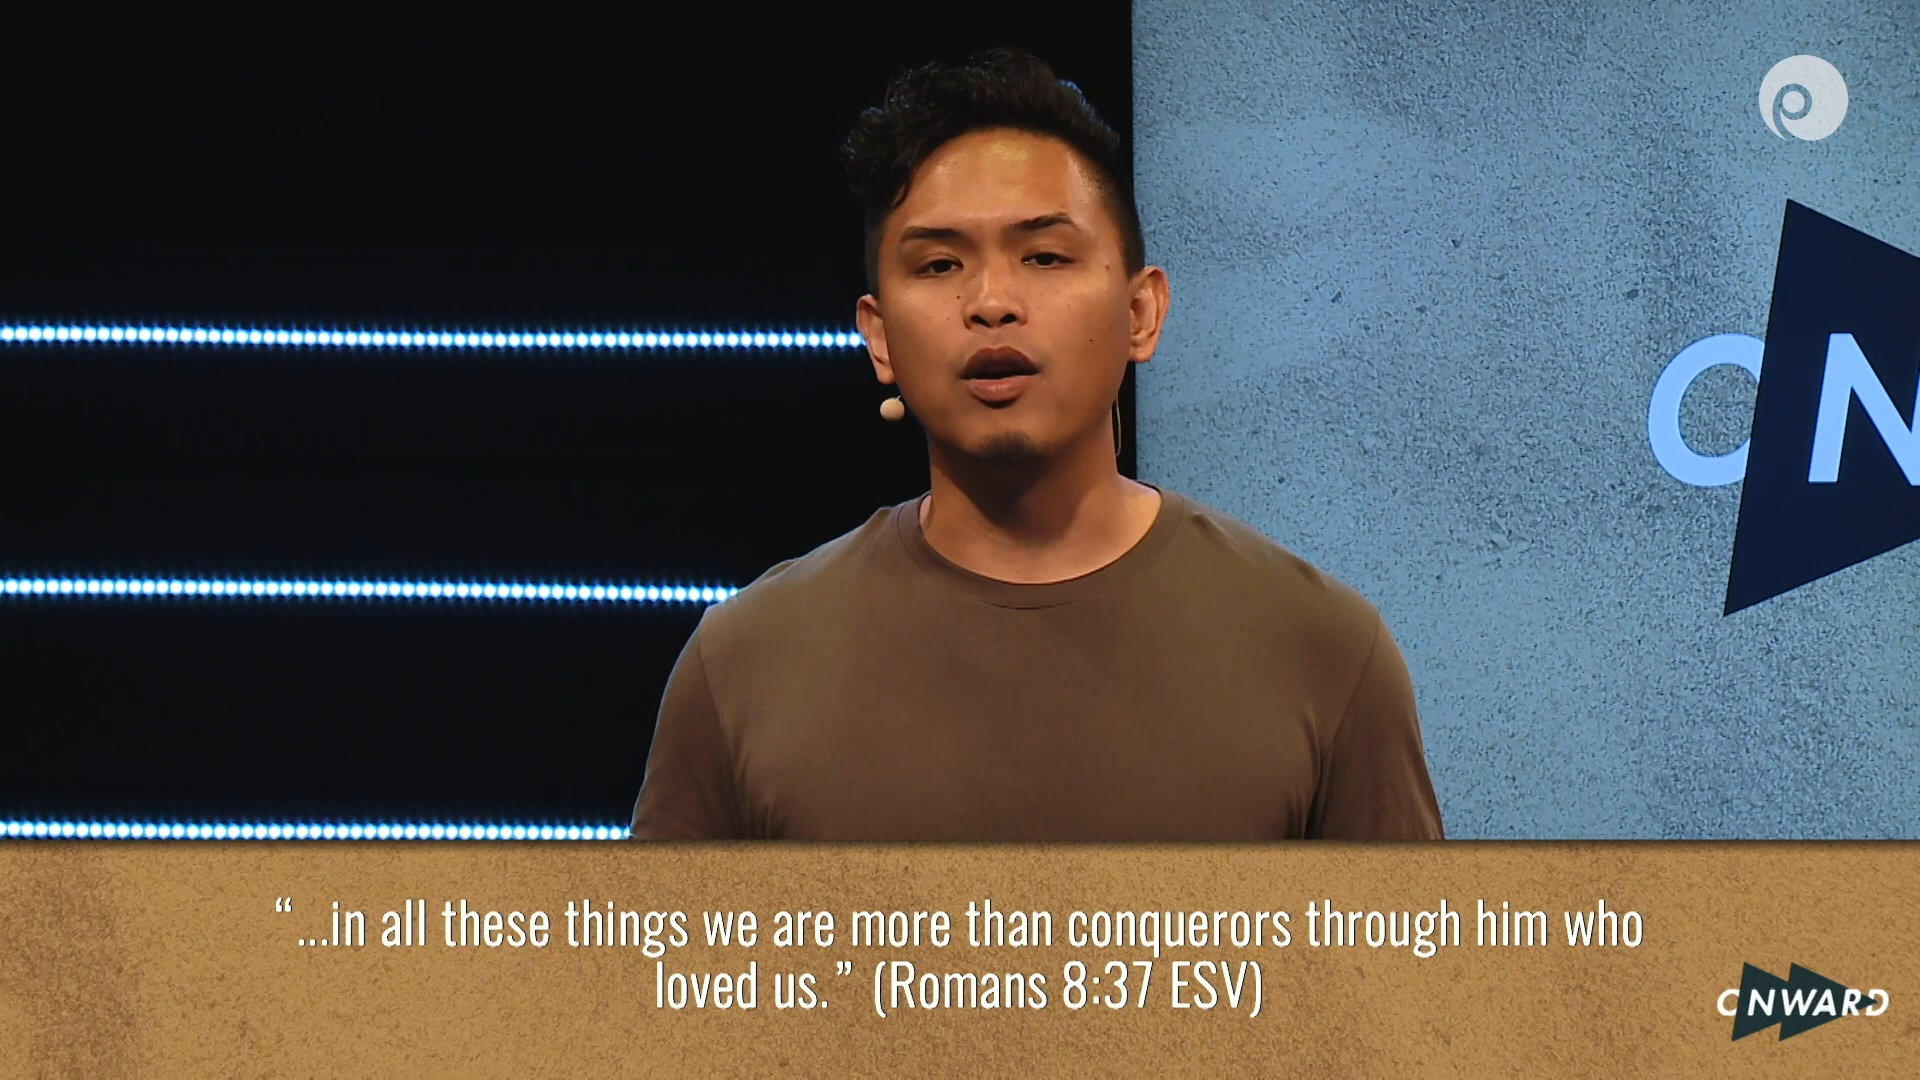 ON
“...in all these things we are more than conquerors through him who
loved us.” (Romans 8:37 ESV)
ONWARD